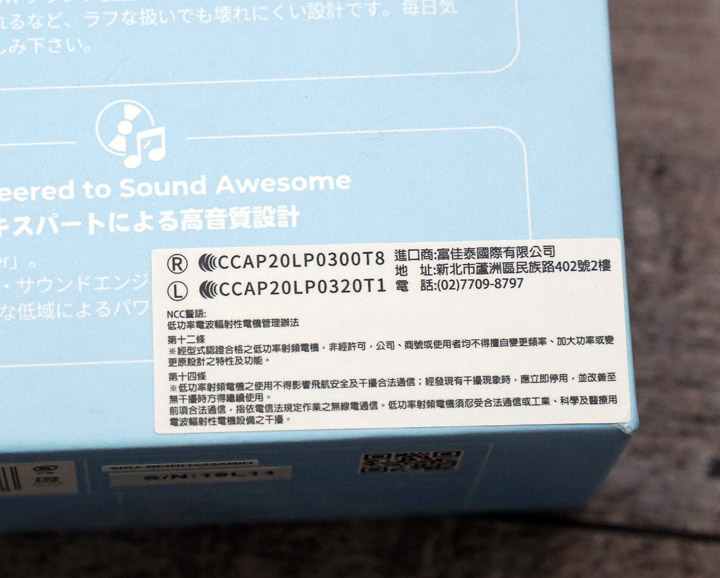 れるなど、ラフな扱いでも壊れにくい設計です。毎日気
しみ下さい。
eered to Sound Awesome
キスパートによる高音質設計
er」。
・サウンドエンジ
な低域によるパワ
Ⓡ CCAP20LP0300T8
Ⓛ CCAP20LP0320T1
進口商:富佳泰國際有限公司
地 址:新北市蘆洲區民族路402號2樓
電 話:(02)7709-8797
NCC警語:
低功率電波輻射性電機管理辦法
第十二條
※經型式認證合格之低功率射頻電機，非經許可，公司、商號或使用者均不得擅自變更頻率、加大功率或變
更原設計之特性及功能。
第十四條
※低功率射頻電機之使用不得影響飛航安全及干擾合法通信；經發現有干擾現象時，應立即停用，並改善至
無干擾時方得繼續使用。
前項合法通信，指依電信法規定作業之無線電通信。低功率射頻電機須忍受合法通信或工業、科學及醫療用
電波輻射性電機設備之干擾。
S/N: